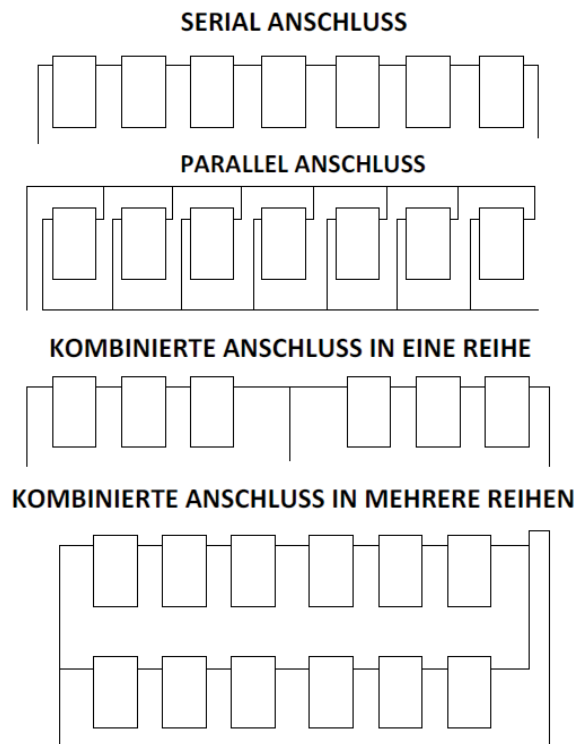 SERIAL ANSCHLUSS
PARALLEL ANSCHLUSS
KOMBINIERTE ANSCHLUSS IN EINE REIHE
KOMBINIERTE ANSCHLUSS IN MEHRERE REIHEN